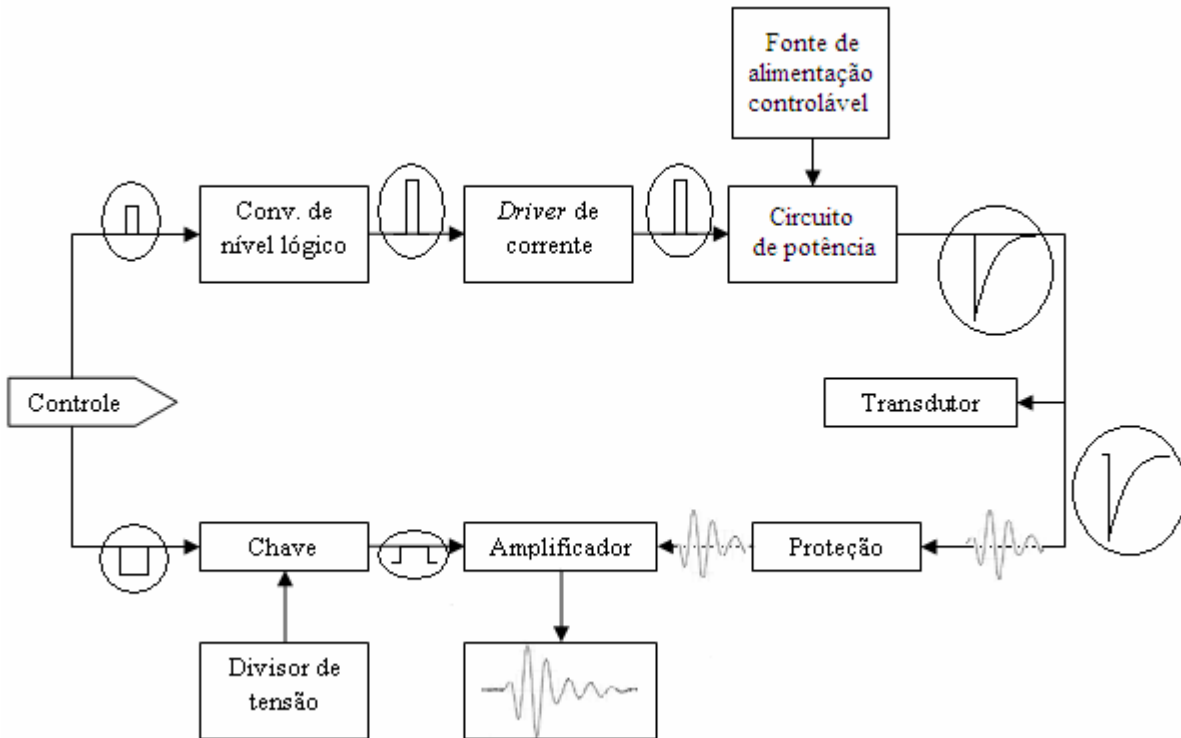 Fonte de
alimentação
controlável
Conv. de
nível lógico
Driver de
corrente
Circuito
de potência
Controle
Transdutor
Chave
Amplificador
Proteção
Divisor de
tensão